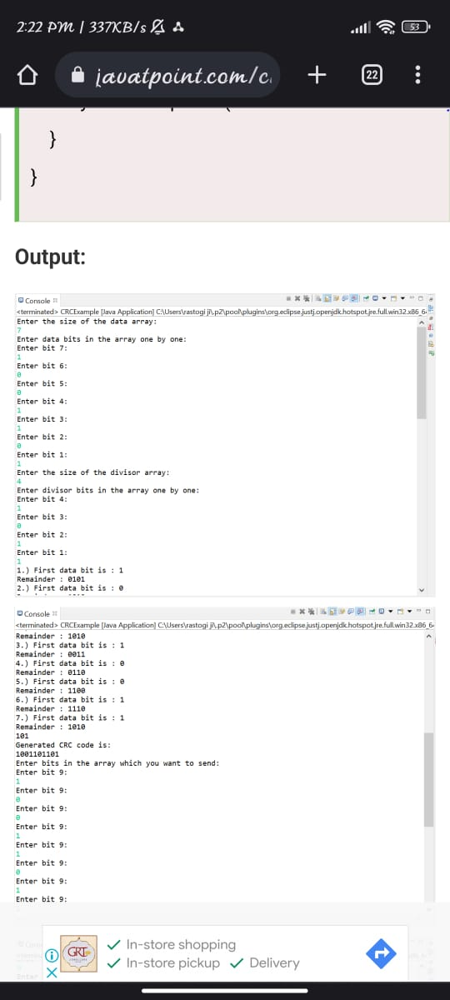 2:22 PM | 337KB/s
53
javatpoint.com/c
22
}
}
Output:
Console
<terminated> CRCExample [Java Application] C:\Users\rastogi ji\.p2\pool\plugins\org.eclipse.justj.openjdk.hotspot.jre.full.win32.x86_6
Enter the size of the data array:
7
Enter data bits in the array one by one:
Enter bit 7:
1
Enter bit 6:
0
Enter bit 5:
0
Enter bit 4:
1
Enter bit 3:
1
Enter bit 2:
0
Enter bit 1:
1
Enter the size of the divisor array:
4
Enter divisor bits in the array one by one:
Enter bit 4:
1
Enter bit 3:
0
Enter bit 2:
1
Enter bit 1:
1
1.) First data bit is : 1
Remainder : 0101
2.) First data bit is : 0
Console
<terminated> CRCExample [Java Application] C:\Users\rastogi ji\.p2\pool\plugins\org.eclipse.justj.openjdk.hotspot.jre.full.win32.x86_6
Remainder : 1010
3.) First data bit is : 1
Remainder : 0011
4.) First data bit is : 0
Remainder : 0110
5.) First data bit is : 0
Remainder : 1100
6.) First data bit is : 1
Remainder : 1110
7.) First data bit is : 1
Remainder : 1010
101
Generated CRC code is:
1001101101
Enter bits in the array which you want to send:
Enter bit 9:
1
Enter bit 9:
0
Enter bit 9:
0
Enter bit 9:
1
Enter bit 9:
1
Enter bit 9:
0
Enter bit 9:
1
Enter bit 9:
GRT
JEWELLERS
In-store shopping
In-store pickup
Delivery
Enter